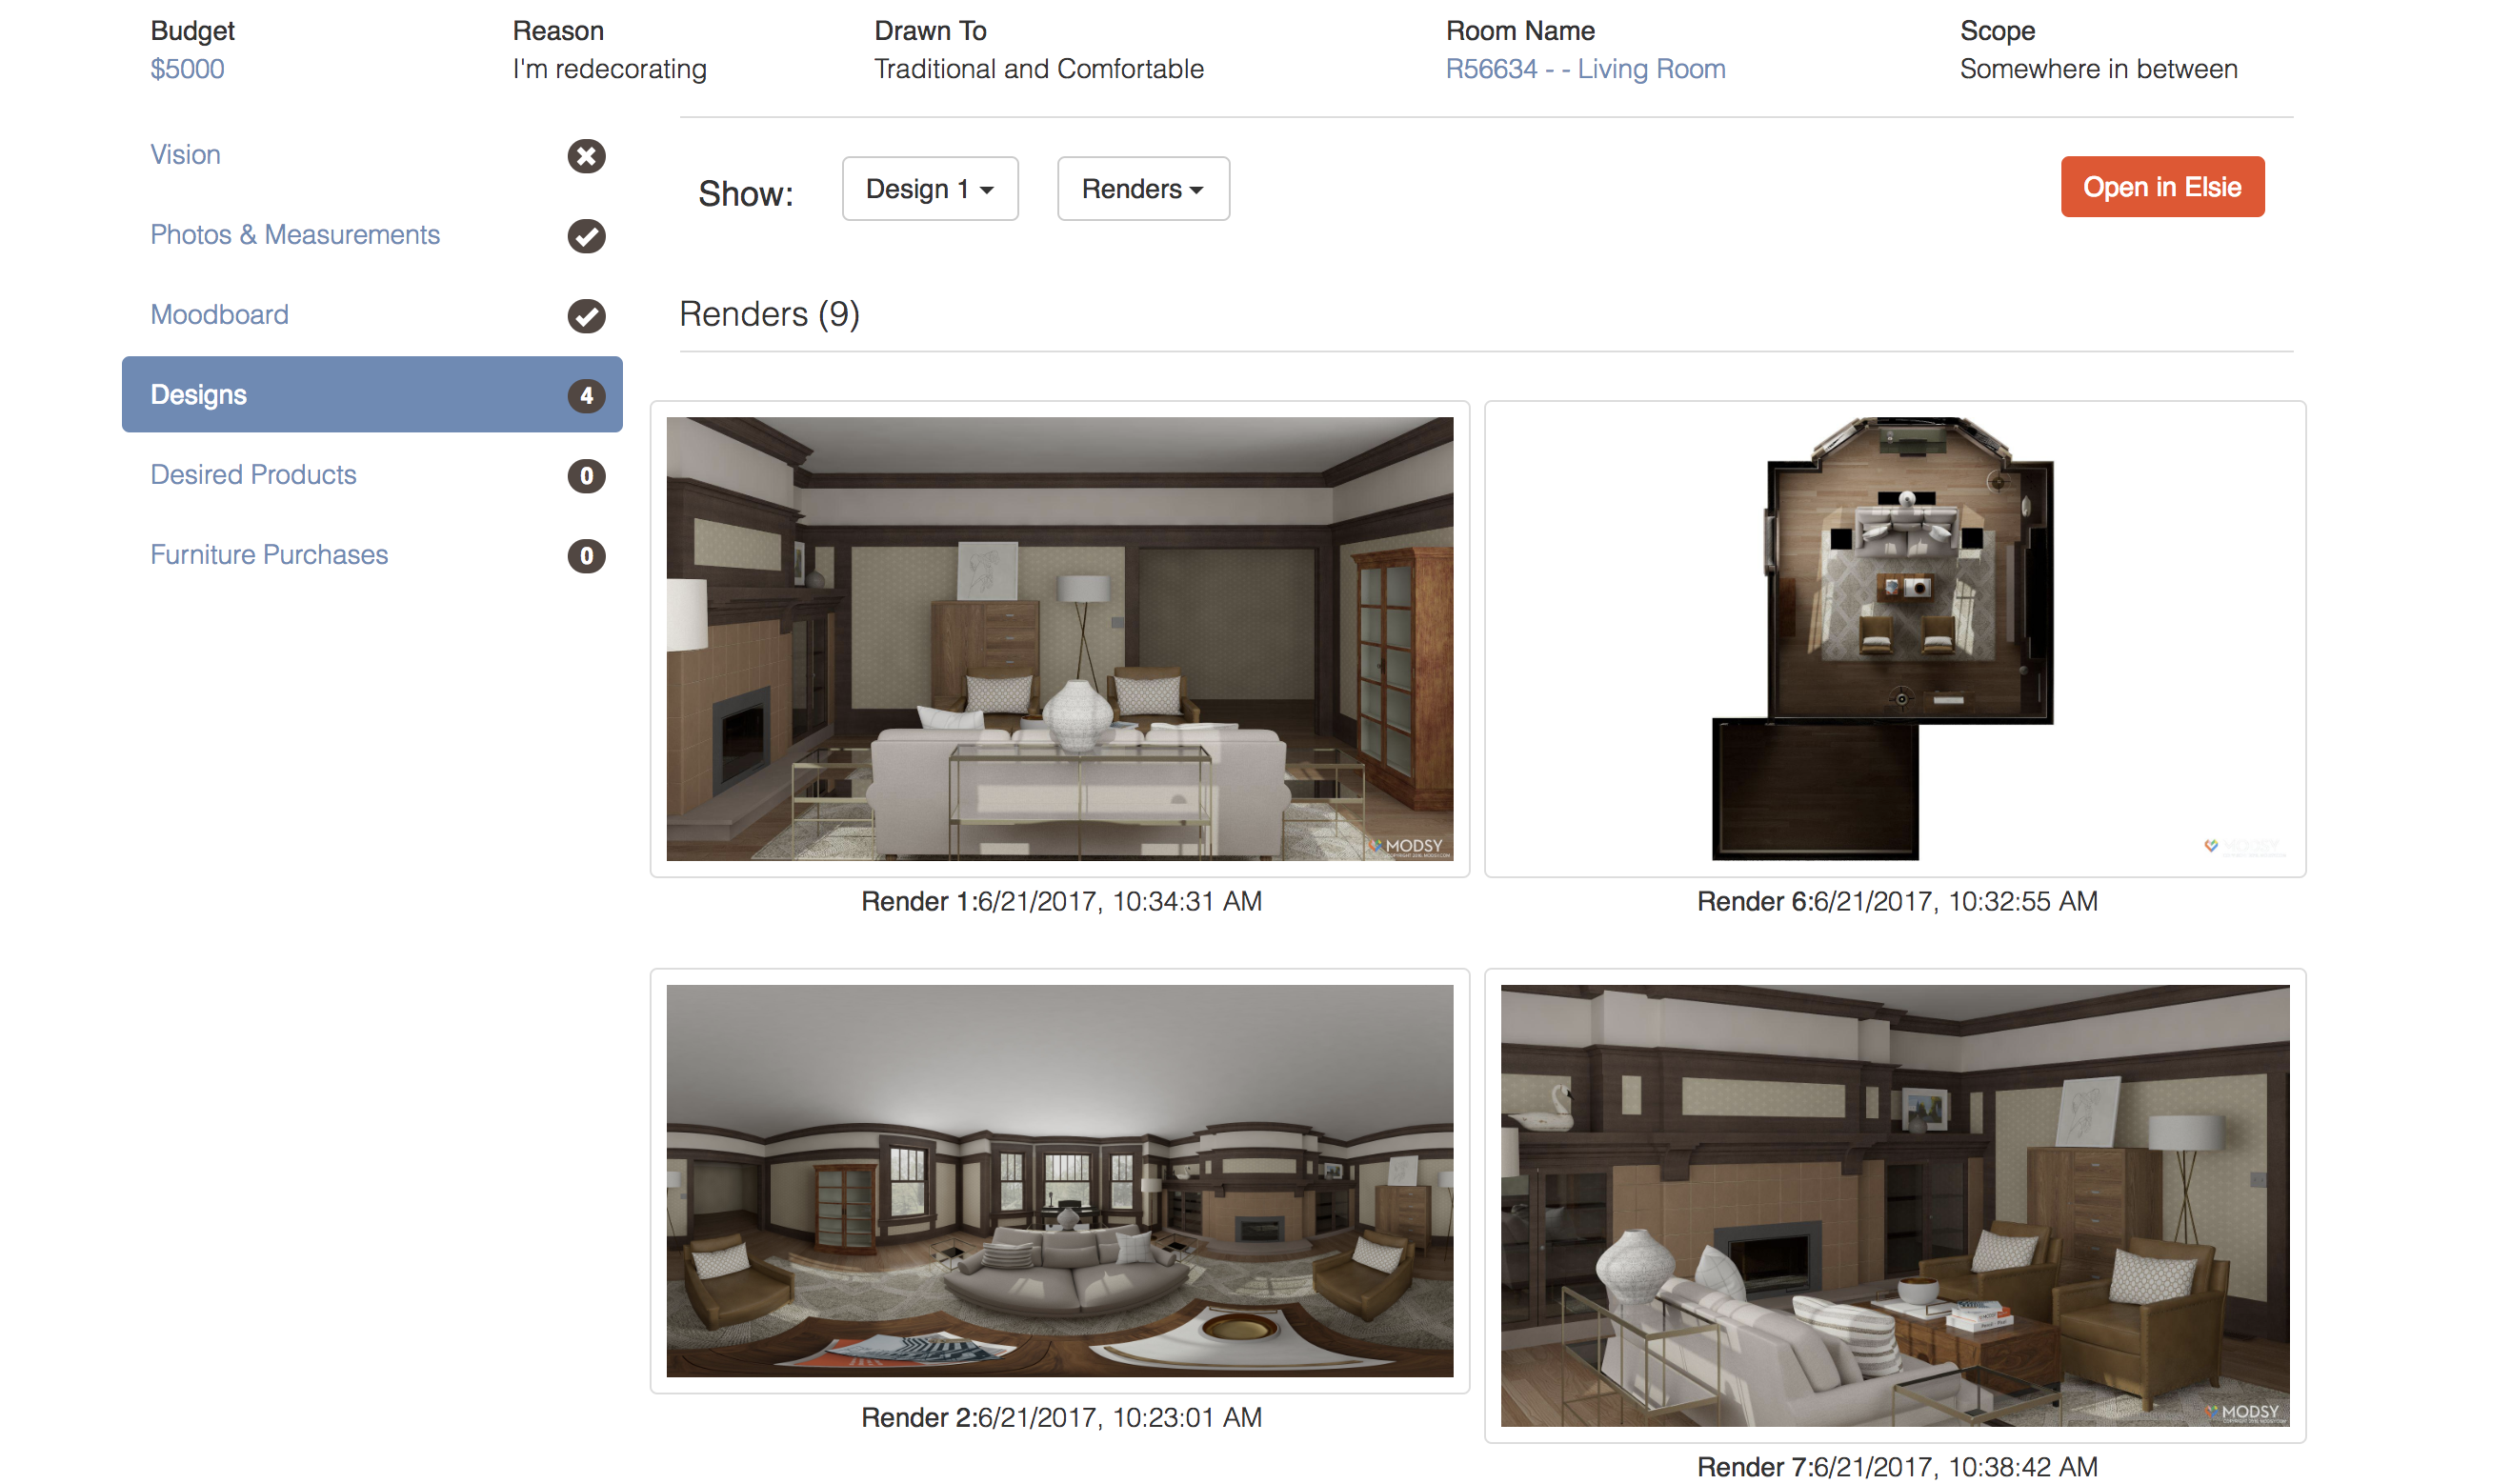 Budget
$5000
Reason
I'm redecorating
Drawn To
Traditional and Comfortable
Room Name
R56634 - - Living Room
Scope
Somewhere in between
Vision
Photos & Measurements
Moodboard
Designs 4
Desired Products 0
Furniture Purchases 0
Show: Design 1 Renders
Open in Elsie
Renders (9)
MODSY
Render 1:6/21/2017, 10:34:31 AM
MODSY
Render 6:6/21/2017, 10:32:55 AM
Render 2:6/21/2017, 10:23:01 AM
MODSY
Render 7:6/21/2017, 10:38:42 AM